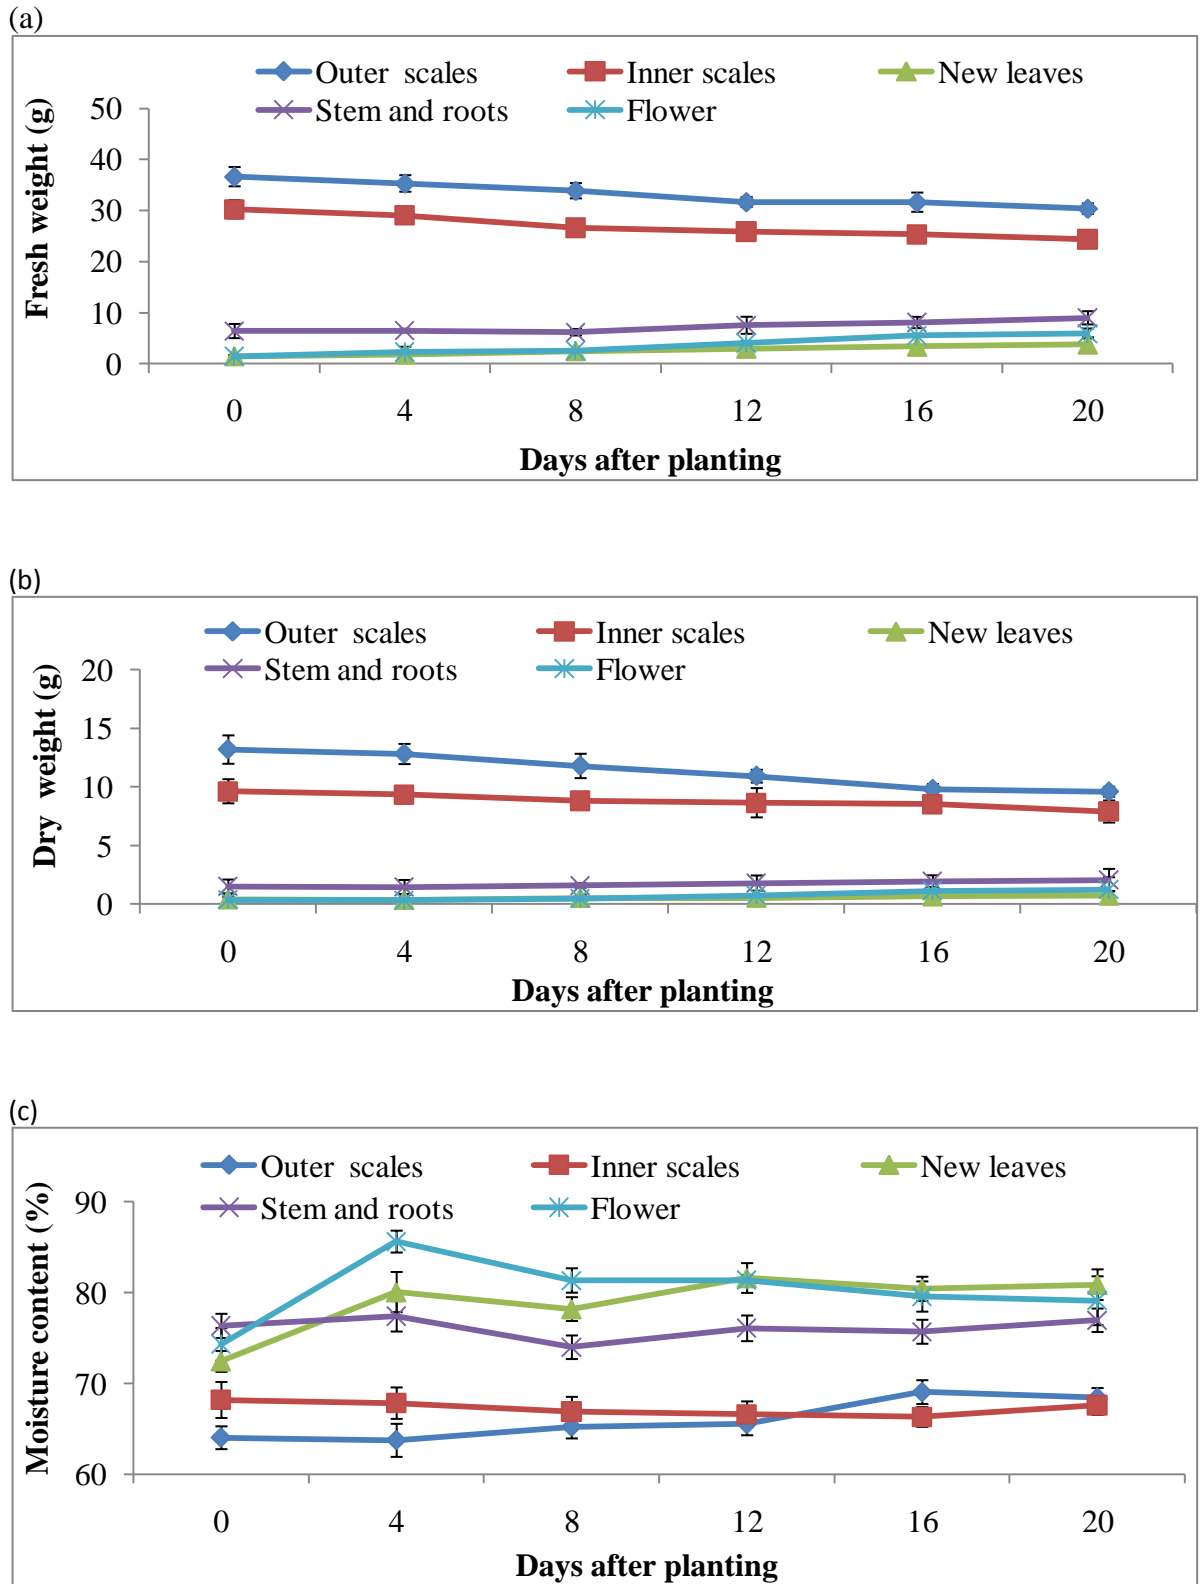 (a)
Outer scales Inner scales New leaves
Stem and roots Flower
Fresh weight (g)
50
40
30
20
10
0
0 4 8 12 16 20
Days after planting
(b)
Outer scales Inner scales New leaves
Stem and roots Flower
Dry weight (g)
20
15
10
5
0
0 4 8 12 16 20
Days after planting
(c)
Outer scales Inner scales New leaves
Stem and roots Flower
Moisture content (%)
90
80
70
60
0 4 8 12 16 20
Days after planting